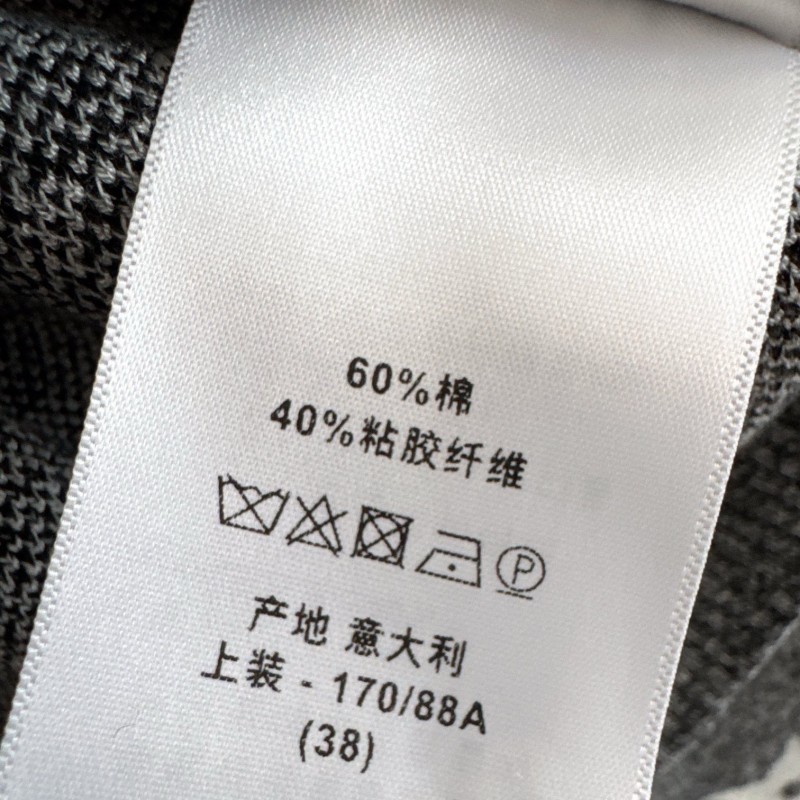 60%棉
40%粘胶纤维
P
产地 意大利
上装 - 170/88A
(38)